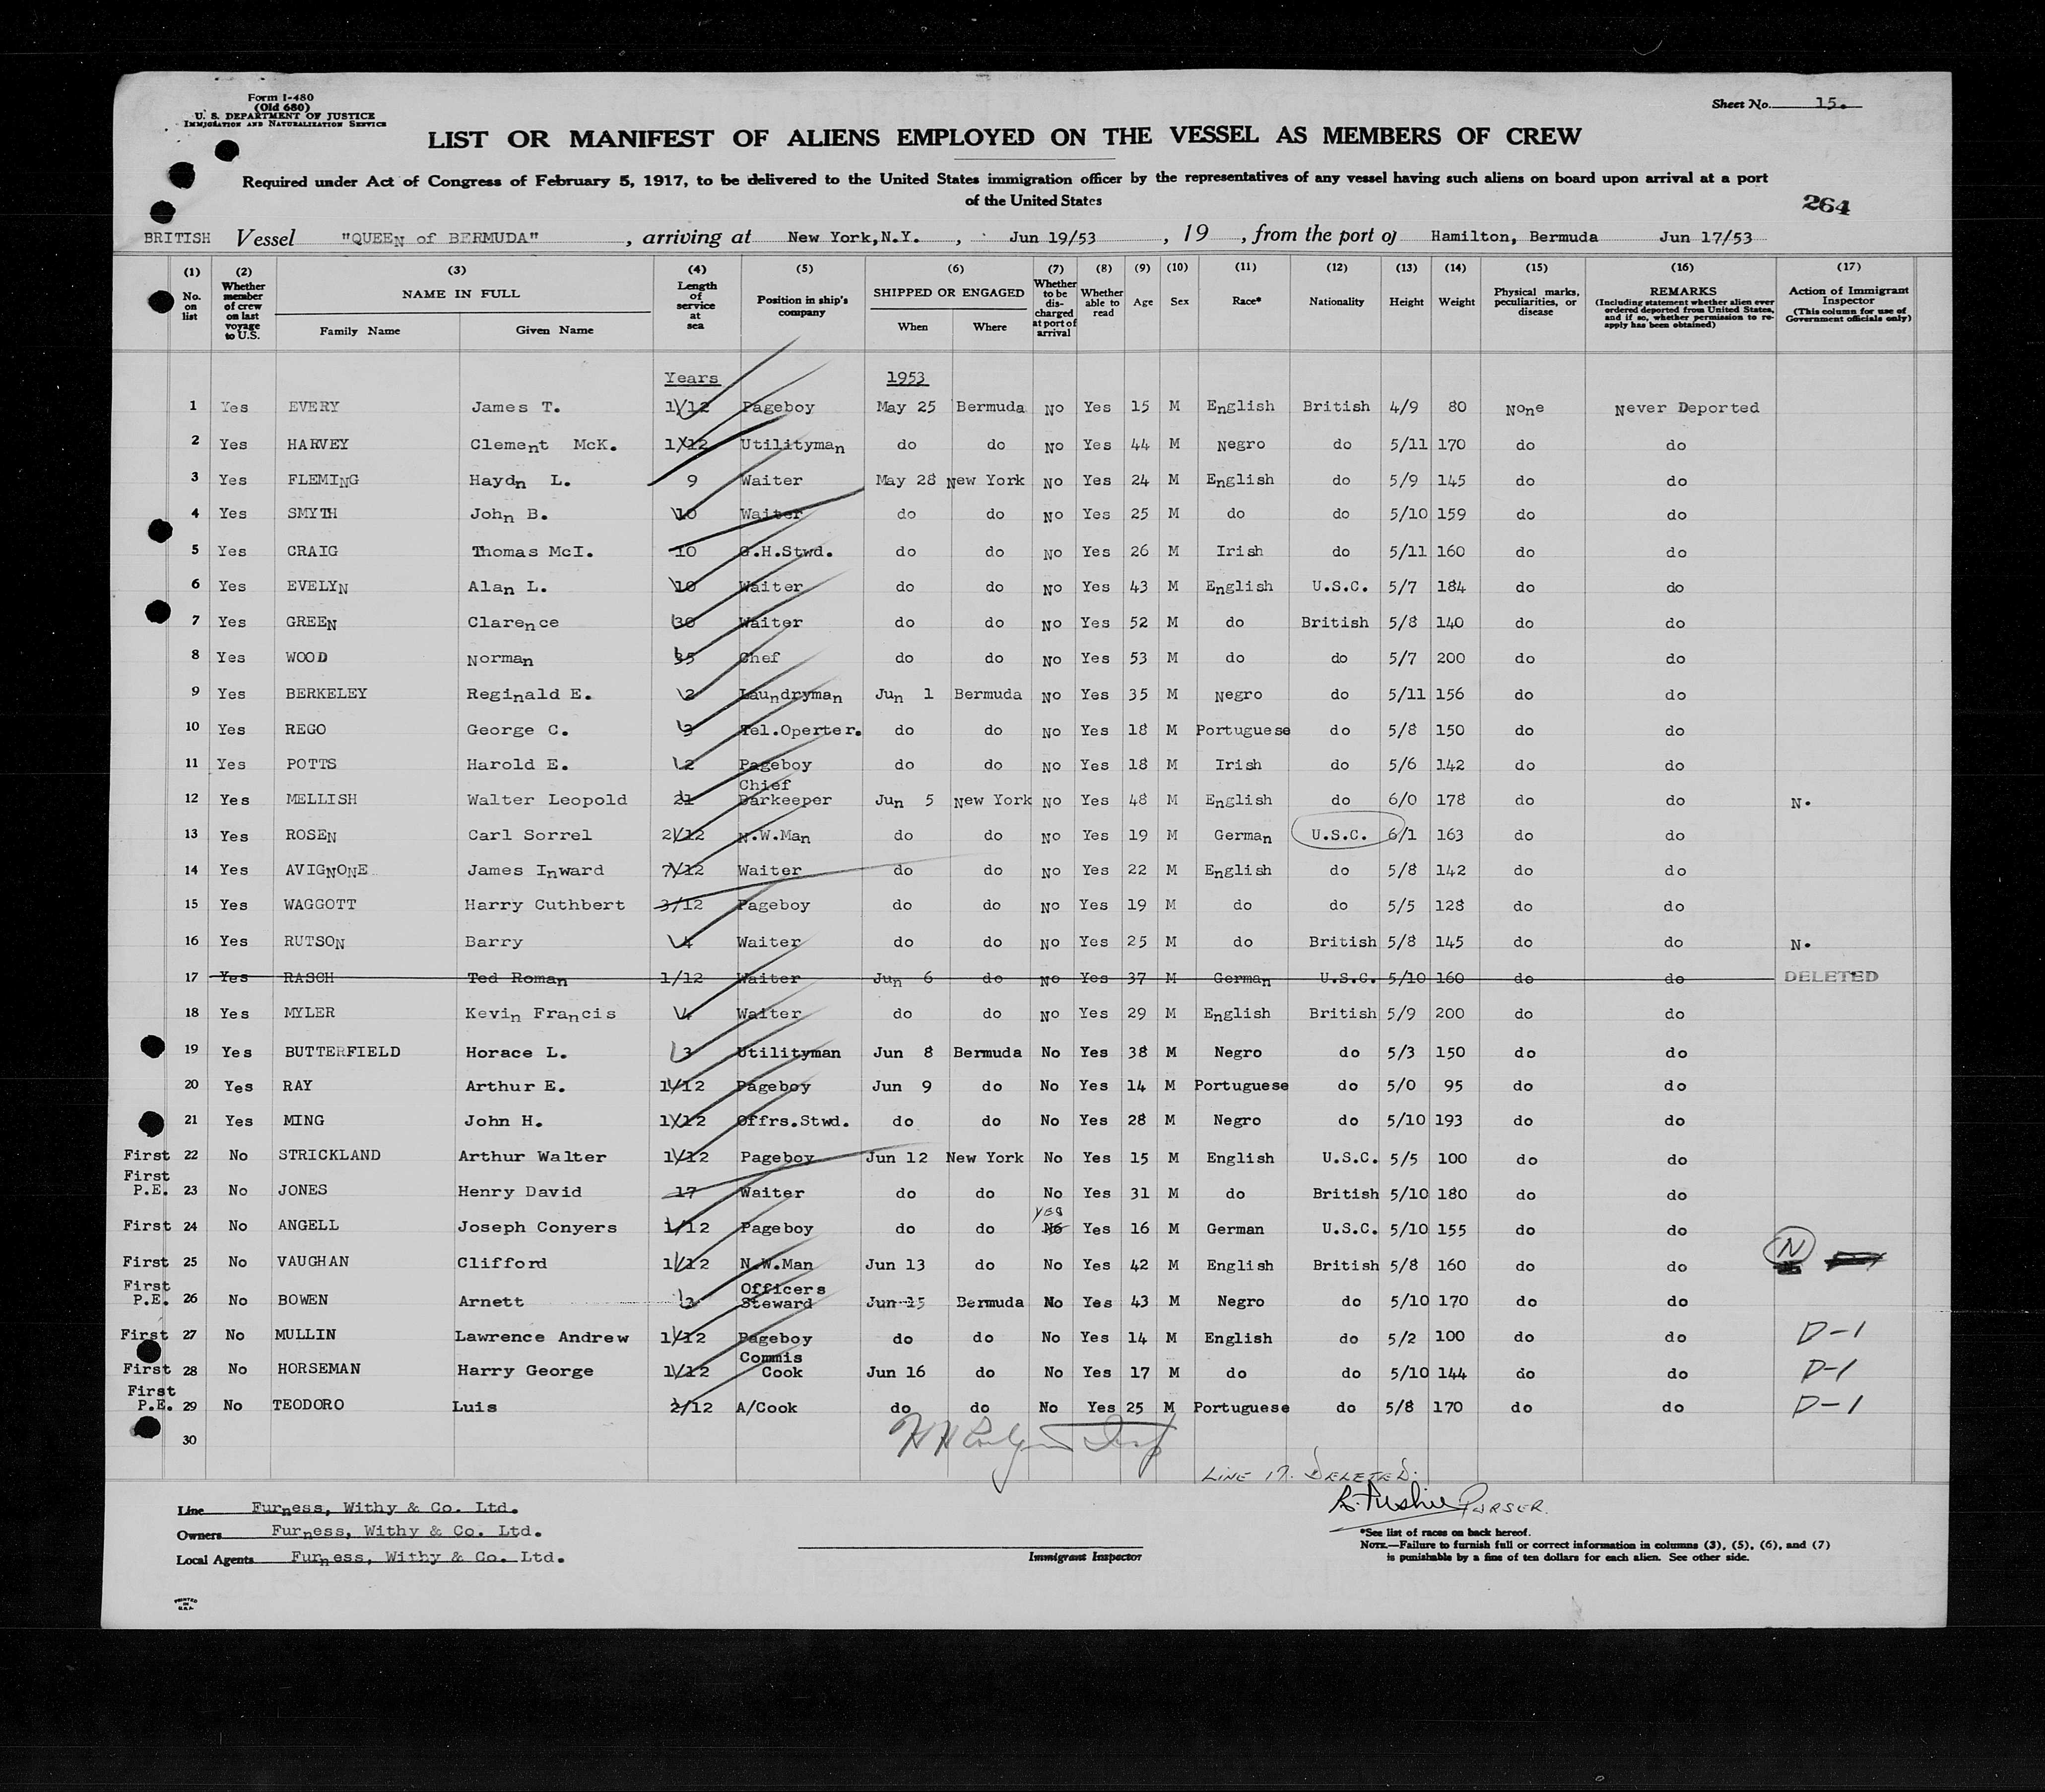 Form I-480
(Old 680)
U. S. DEPARTMENT OF JUSTICE
IMMIGRATION AND NATURALIZATION SERVICE
Sheet No. 15.
LIST OR MANIFEST OF ALIENS EMPLOYED ON THE VESSEL AS MEMBERS OF CREW
Required under Act of Congress of February 5, 1917, to be delivered to the United States immigration officer by the representatives of any vessel having such aliens on board upon arrival at a port
of the United States
264
BRITISH Vessel "QUEEN of BERMUDA" , arriving at New York,N.Y. , Jun 19/53 , 19 , from the port of Hamilton, Bermuda Jun 17/53
(1) (2) (3) (4) (5) (6) (7) (8) (9) (10) (11) (12) (13) (14) (15) (16) (17)
No. on list Whether member of crew on last voyage to U.S. NAME IN FULL Family Name Given Name Length of service at sea Position in ship's company SHIPPED OR ENGAGED When Where Whether to be discharged at port of arrival Whether able to read Age Sex Race* Nationality Height Weight Physical marks, peculiarities, or disease REMARKS (Including statement whether alien ever ordered deported from United States, and if so, whether permission to reapply has been obtained) Action of Immigrant Inspector (This column for use of Government officials only)
Years 1953
1 Yes EVERY James T. 1/12 Pageboy May 25 Bermuda No Yes 15 M English British 4/9 80 None Never Deported
2 Yes HARVEY Clement McK. 1/12 Utilityman do do No Yes 44 M Negro do 5/11 170 do do
3 Yes FLEMING Haydn L. 9 Waiter May 28 New York No Yes 24 M English do 5/9 145 do do
4 Yes SMYTH John B. 10 Waiter do do No Yes 25 M do do 5/10 159 do do
5 Yes CRAIG Thomas McI. 10 G.H.Stwd. do do No Yes 26 M Irish do 5/11 160 do do
6 Yes EVELYN Alan L. 10 Waiter do do No Yes 43 M English U.S.C. 5/7 184 do do
7 Yes GREEN Clarence 30 Waiter do do No Yes 52 M do British 5/8 140 do do
8 Yes WOOD Norman 35 Chef do do No Yes 53 M do do 5/7 200 do do
9 Yes BERKELEY Reginald E. 2 Laundryman Jun 1 Bermuda No Yes 35 M Negro do 5/11 156 do do
10 Yes REGO George C. 3 Tel.Operter. do do No Yes 18 M Portuguese do 5/8 150 do do
11 Yes POTTS Harold E. 2 Pageboy do do No Yes 18 M Irish do 5/6 142 do do
12 Yes MELLISH Walter Leopold 21 Chief Barkeeper Jun 5 New York No Yes 48 M English do 6/0 178 do do N.
13 Yes ROSEN Carl Sorrel 2/12 N.W.Man do do No Yes 19 M German U.S.C. 6/1 163 do do
14 Yes AVIGNONE James Inward 7/12 Waiter do do No Yes 22 M English do 5/8 142 do do
15 Yes WAGGOTT Harry Cuthbert 3/12 Pageboy do do No Yes 19 M do do 5/5 128 do do
16 Yes RUTSON Barry 4 Waiter do do No Yes 25 M do British 5/8 145 do do N.
17 Yes RASCH Ted Roman 1/12 Waiter Jun 6 do No Yes 37 M German U.S.C. 5/10 160 do do DELETED
18 Yes MYLER Kevin Francis 4 Waiter do do No Yes 29 M English British 5/9 200 do do
19 Yes BUTTERFIELD Horace L. 3 Utilityman Jun 8 Bermuda No Yes 38 M Negro do 5/3 150 do do
20 Yes RAY Arthur E. 1/12 Pageboy Jun 9 do No Yes 14 M Portuguese do 5/0 95 do do
21 Yes MING John H. 1/12 Offrs.Stwd. do do No Yes 28 M Negro do 5/10 193 do do
First 22 No STRICKLAND Arthur Walter 1/12 Pageboy Jun 12 New York No Yes 15 M English U.S.C. 5/5 100 do do
First P.E. 23 No JONES Henry David 17 Waiter do do No Yes 31 M do British 5/10 180 do do
First 24 No ANGELL Joseph Conyers 1/12 Pageboy do do YES No Yes 16 M German U.S.C. 5/10 155 do do
First 25 No VAUGHAN Clifford 1/12 N.W.Man Jun 13 do No Yes 42 M English British 5/8 160 do do N
First P.E. 26 No BOWEN Arnett 3 Officers Steward Jun 15 Bermuda No Yes 43 M Negro do 5/10 170 do do
First 27 No MULLIN Lawrence Andrew 1/12 Pageboy do do No Yes 14 M English do 5/2 100 do do D-1
First 28 No HORSEMAN Harry George 1/12 Commis Cook Jun 16 do No Yes 17 M do do 5/10 144 do do D-1
First P.E. 29 No TEODORO Luis 2/12 A/Cook do do No Yes 25 M Portuguese do 5/8 170 do do D-1
30
LINE 17. DELETED.
PURSER.
Line Furness, Withy & Co. Ltd.
Owners Furness, Withy & Co. Ltd.
Local Agents Furness, Withy & Co. Ltd.
Immigrant Inspector
*See list of races on back hereof.
NOTE.—Failure to furnish full or correct information in columns (3), (5), (6), and (7)
is punishable by a fine of ten dollars for each alien. See other side.
PRINTED
IN
U.S.A.